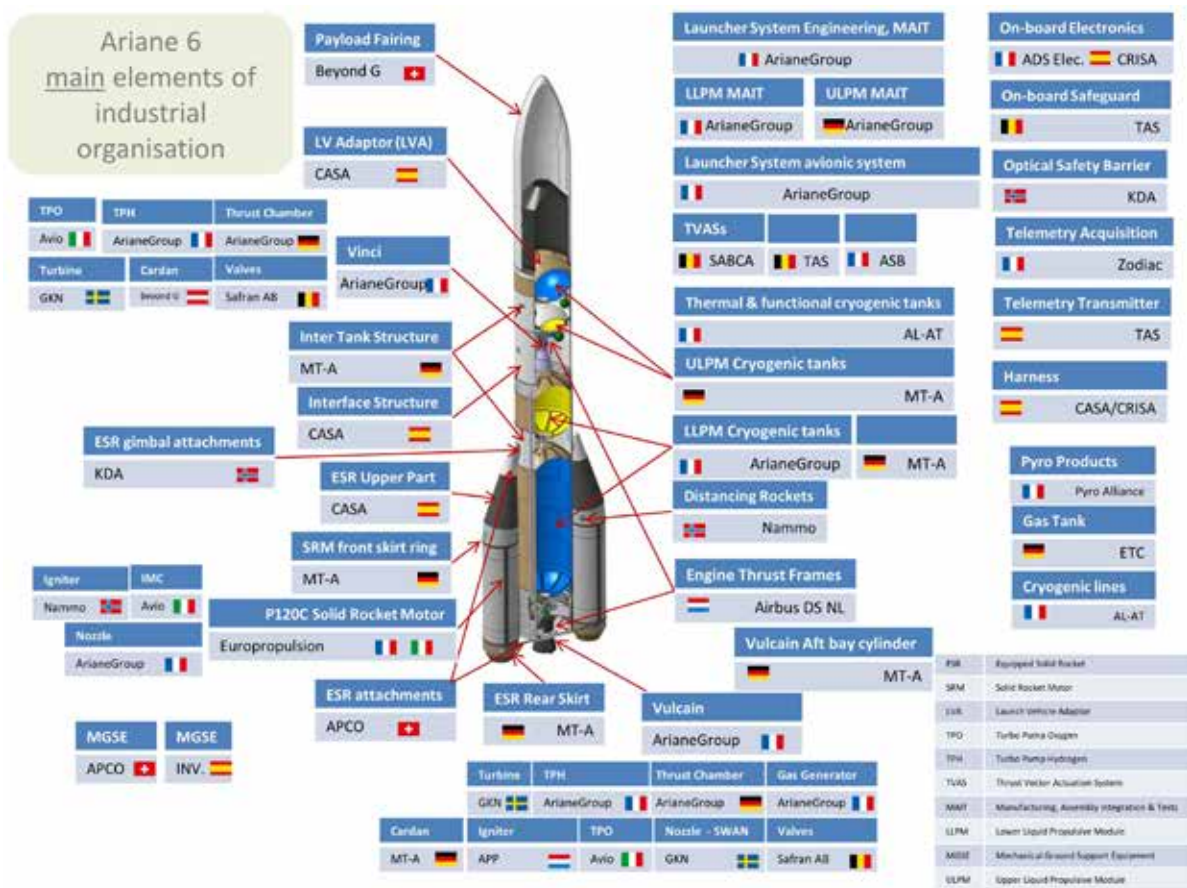 Ariane 6
main elements of
industrial
organisation
Payload Fairing
Beyond G
LV Adaptor (LVA)
CASA
TPO
TPH
Thrust Chamber
Avio
ArianeGroup
ArianeGroup
Turbine
Cardan
Valves
GKN
Beyond G
Safran AB
Vinci
ArianeGroup
Inter Tank Structure
MT-A
Interface Structure
CASA
ESR gimbal attachments
KDA
ESR Upper Part
CASA
SRM front skirt ring
MT-A
Igniter
IMC
Nammo
Avio
Nozzle
ArianeGroup
P120C Solid Rocket Motor
Europropulsion
ESR attachments
APCO
MGSE
MGSE
APCO
INV.
ESR Rear Skirt
MT-A
Vulcain
ArianeGroup
Turbine
TPH
Thrust Chamber
Gas Generator
GKN
ArianeGroup
ArianeGroup
ArianeGroup
Cardan
Igniter
TPO
Nozzle - SWAN
Valves
MT-A
APP
Avio
GKN
Safran AB
Launcher System Engineering, MAIT
ArianeGroup
LLPM MAIT
ULPM MAIT
ArianeGroup
ArianeGroup
Launcher System avionic system
ArianeGroup
TVASs
SABCA
TAS
ASB
Thermal & functional cryogenic tanks
AL-AT
ULPM Cryogenic tanks
MT-A
LLPM Cryogenic tanks
ArianeGroup
MT-A
Distancing Rockets
Nammo
Engine Thrust Frames
Airbus DS NL
Vulcain Aft bay cylinder
MT-A
On-board Electronics
ADS Elec.
CRISA
On-board Safeguard
TAS
Optical Safety Barrier
KDA
Telemetry Acquisition
Zodiac
Telemetry Transmitter
TAS
Harness
CASA/CRISA
Pyro Products
Pyro Alliance
Gas Tank
ETC
Cryogenic lines
AL-AT
ESR Equipped Solid Rocket
SRM Solid Rocket Motor
LVA Launch Vehicle Adaptor
TPO Turbo Pump Oxygen
TPH Turbo Pump Hydrogen
TVAS Thrust Vector Actuation System
MAIT Manufacturing, Assembly Integration & Tests
LLPM Lower Liquid Propulsive Module
MGSE Mechanical Ground Support Equipment
ULPM Upper Liquid Propulsive Module